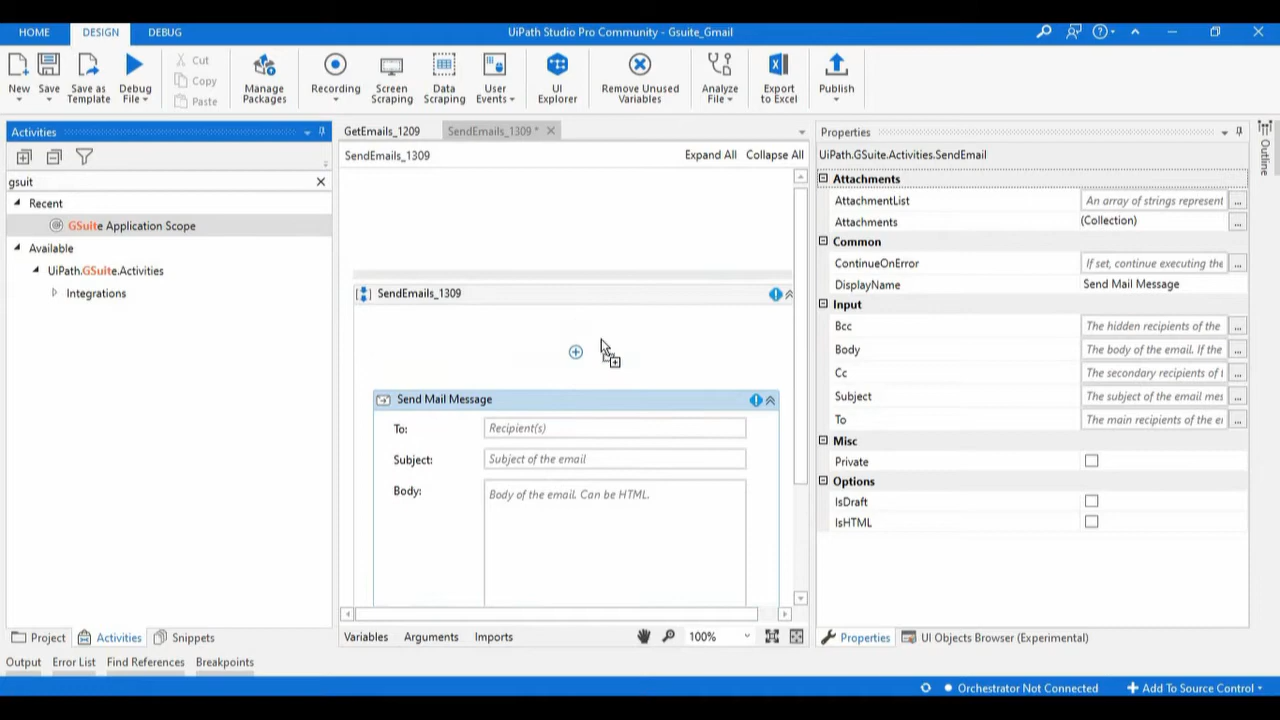 HOME DESIGN DEBUG UiPath Studio Pro Community - Gsuite_Gmail
New Save Save as Template Debug File Cut Copy Paste Manage Packages Recording Screen Scraping Data Scraping User Events UI Explorer Remove Unused Variables Analyze File Export to Excel Publish
Activities
gsuit
Recent
GSuite Application Scope
Available
UiPath.GSuite.Activities
Integrations
Project Activities Snippets
GetEmails_1209 SendEmails_1309 *
SendEmails_1309 Expand All Collapse All
SendEmails_1309
Send Mail Message
To: Recipient(s)
Subject: Subject of the email
Body: Body of the email. Can be HTML.
Variables Arguments Imports 100%
Properties
UiPath.GSuite.Activities.SendEmail
Attachments
AttachmentList An array of strings represent ...
Attachments (Collection) ...
Common
ContinueOnError If set, continue executing the ...
DisplayName Send Mail Message
Input
Bcc The hidden recipients of the ...
Body The body of the email. If the ...
Cc The secondary recipients of t ...
Subject The subject of the email mes ...
To The main recipients of the e ...
Misc
Private
Options
IsDraft
IsHTML
Properties UI Objects Browser (Experimental)
Outline
Output Error List Find References Breakpoints
Orchestrator Not Connected Add To Source Control